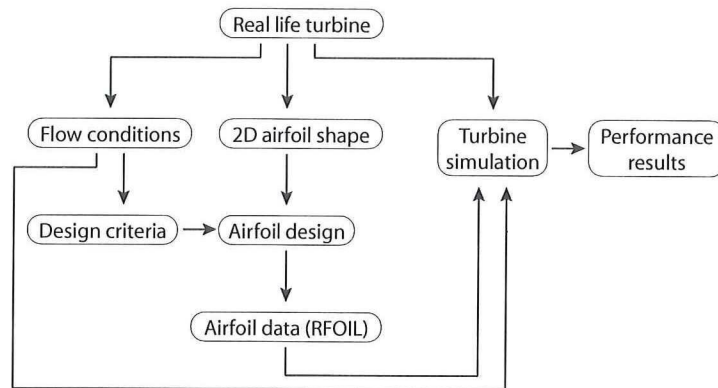 Real life turbine
Flow conditions
2D airfoil shape
Turbine
simulation
Performance
results
Design criteria
Airfoil design
Airfoil data (RFOIL)